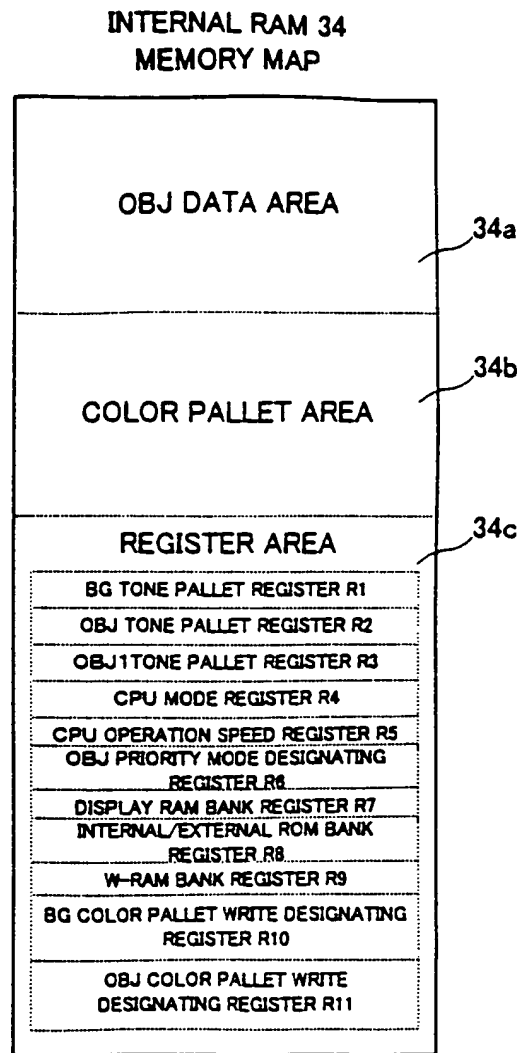 INTERNAL RAM 34
MEMORY MAP
OBJ DATA AREA
34a
34b
COLOR PALLET AREA
34c
REGISTER AREA
BG TONE PALLET REGISTER R1
OBJ TONE PALLET REGISTER R2
OBJ1TONE PALLET REGISTER R3
CPU MODE REGISTER R4
CPU OPERATION SPEED REGISTER R5
OBJ PRIORITY MODE DESIGNATING
REGISTER R6
DISPLAY RAM BANK REGISTER R7
INTERNAL/EXTERNAL ROM BANK
REGISTER R8
W-RAM BANK REGISTER R9
BG COLOR PALLET WRITE DESIGNATING
REGISTER R10
OBJ COLOR PALLET WRITE
DESIGNATING REGISTER R11